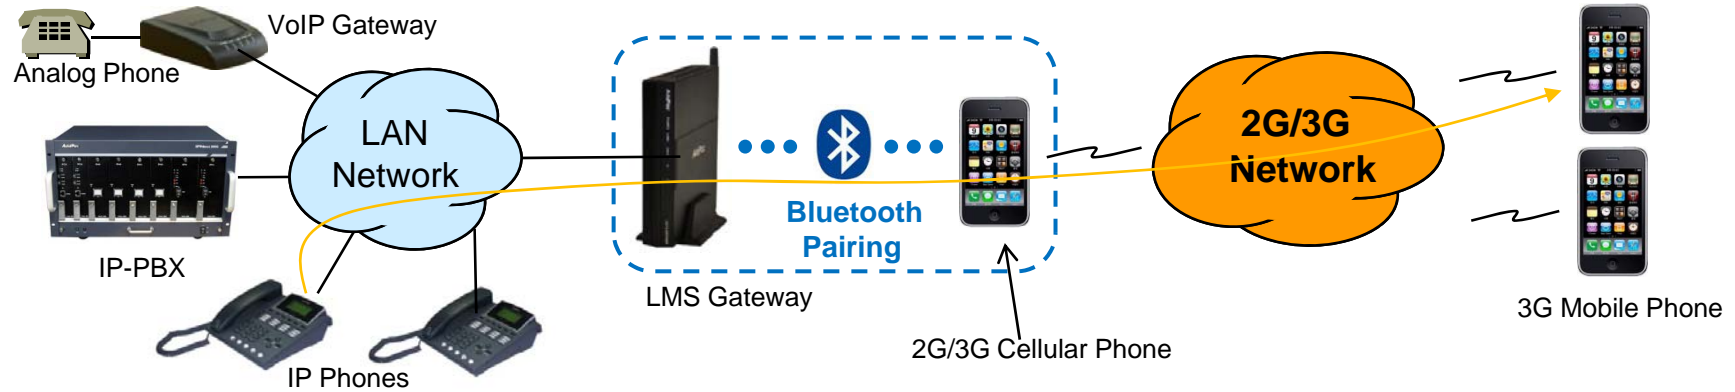 VoIP Gateway
Analog Phone
LAN
Network
IP-PBX
IP Phones
Bluetooth
Pairing
LMS Gateway
2G/3G Cellular Phone
2G/3G
Network
3G Mobile Phone